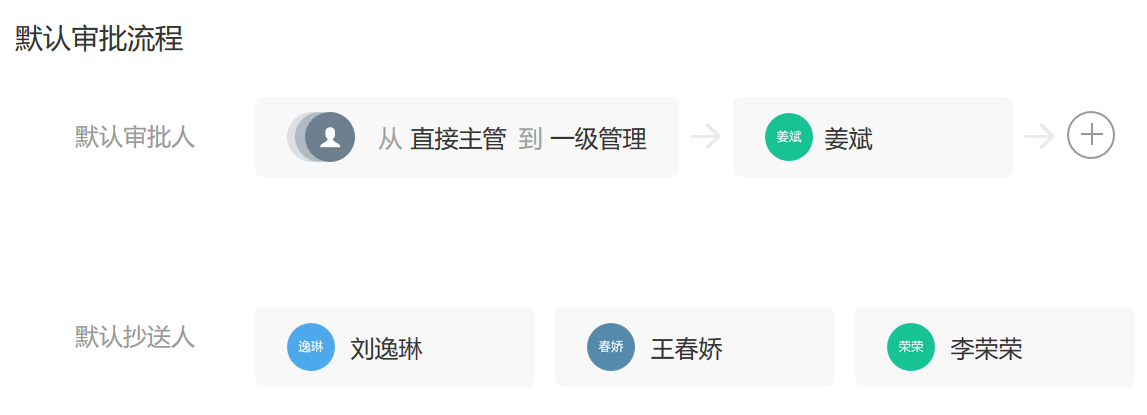 默认审批流程
默认审批人 从 直接主管 到 一级管理 姜斌 姜斌
默认抄送人 逸琳 刘逸琳 春娇 王春娇 荣荣 李荣荣